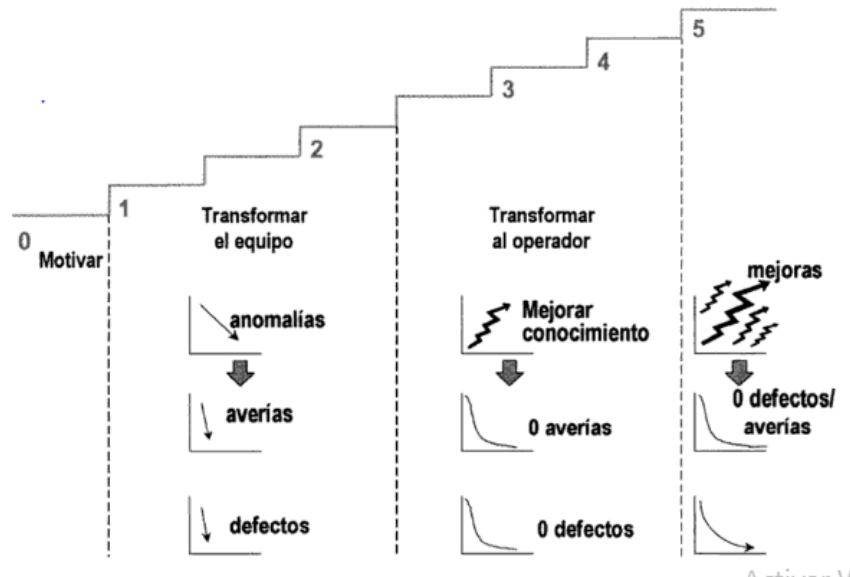 5
4
3
2
1
0
Motivar
Transformar
el equipo
Transformar
al operador
anomalías
Mejorar
conocimiento
mejoras
averías
0 averías
0 defectos/
averías
defectos
0 defectos